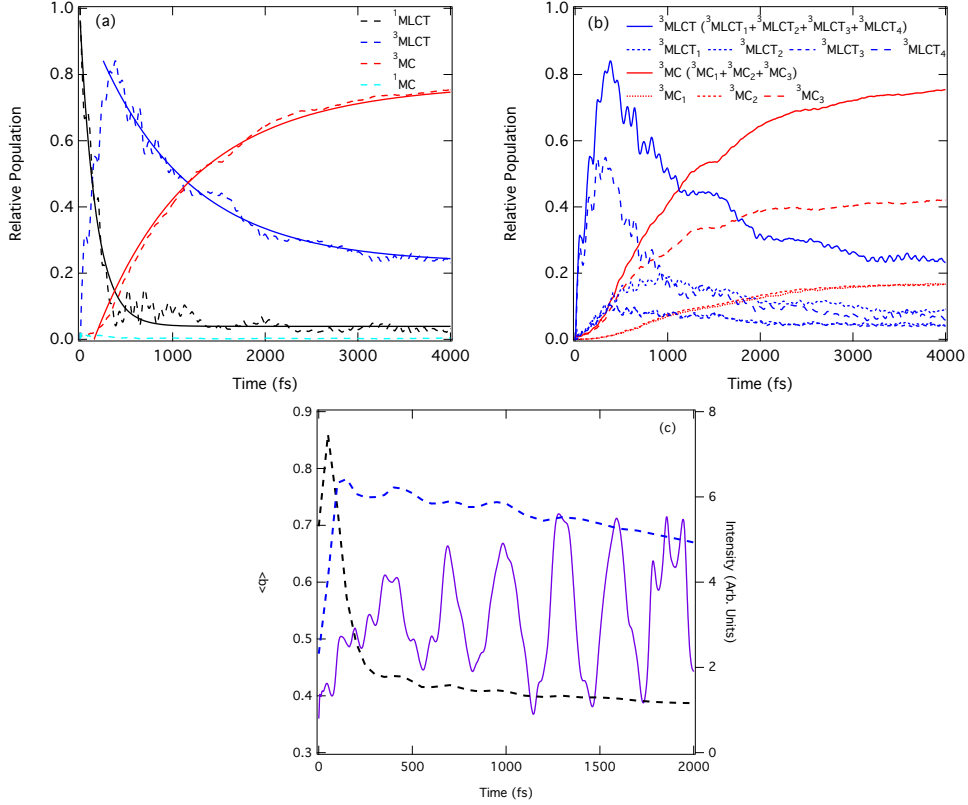 (a)
¹MLCT
³MLCT
³MC
¹MC
Relative Population
1.0
0.8
0.6
0.4
0.2
0.0
0 1000 2000 3000 4000
Time (fs)
(b)
³MLCT (³MLCT₁+³MLCT₂+³MLCT₃+³MLCT₄)
³MLCT₁ ³MLCT₂ ³MLCT₃ ³MLCT₄
³MC (³MC₁+³MC₂+³MC₃)
³MC₁ ³MC₂ ³MC₃
Relative Population
1.0
0.8
0.6
0.4
0.2
0.0
0 1000 2000 3000 4000
Time (fs)
(c)
<q>
0.9
0.8
0.7
0.6
0.5
0.4
0.3
8
6
4
2
0
Intensity (Arb. Units)
0 500 1000 1500 2000
Time (fs)